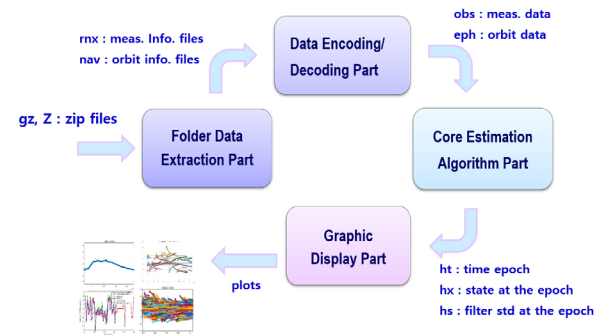 obs : meas. data
eph : orbit data
rnx : meas. Info. files
nav : orbit info. files
Data Encoding/
Decoding Part
gz, Z : zip files
Folder Data
Extraction Part
Core Estimation
Algorithm Part
Graphic
Display Part
plots
ht : time epoch
hx : state at the epoch
hs : filter std at the epoch